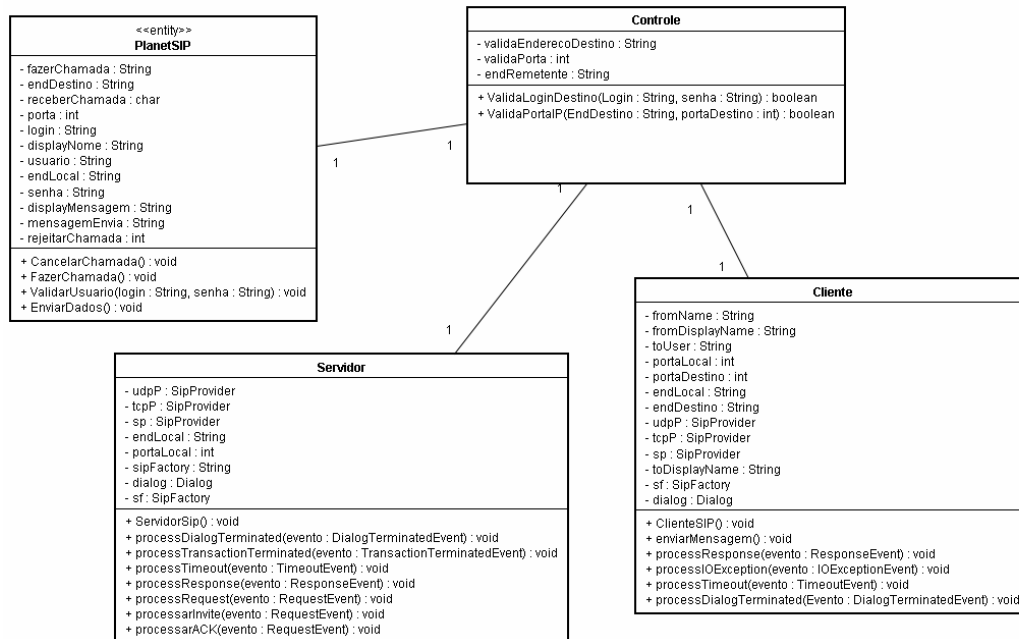 <<entity>>
PlanetSIP
- fazerChamada : String
- endDestino : String
- receberChamada : char
- porta : int
- login : String
- displayNome : String
- usuario : String
- endLocal : String
- senha : String
- displayMensagem : String
- mensagemEnvia : String
- rejeitarChamada : int
+ CancelarChamada() : void
+ FazerChamada() : void
+ ValidarUsuario(login : String, senha : String) : void
+ EnviarDados() : void
Controle
- validaEnderecoDestino : String
- validaPorta : int
- endRemetente : String
+ ValidaLoginDestino(Login : String, senha : String) : boolean
+ ValidaPortaIP(EndDestino : String, portaDestino : int) : boolean
1
1
1
1
1
1
Servidor
- udpP : SipProvider
- tcpP : SipProvider
- sp : SipProvider
- endLocal : String
- portaLocal : int
- sipFactory : String
- dialog : Dialog
- sf : SipFactory
+ ServidorSip() : void
+ processDialogTerminated(evento : DialogTerminatedEvent) : void
+ processTransactionTerminated(evento : TransactionTerminatedEvent) : void
+ processTimeout(evento : TimeoutEvent) : void
+ processResponse(evento : ResponseEvent) : void
+ processRequest(evento : RequestEvent) : void
+ processarInvite(evento : RequestEvent) : void
+ processarACK(evento : RequestEvent) : void
Cliente
- fromName : String
- fromDisplayName : String
- toUser : String
- portaLocal : int
- portaDestino : int
- endLocal : String
- endDestino : String
- udpP : SipProvider
- tcpP : SipProvider
- sp : SipProvider
- toDisplayName : String
- sf : SipFactory
- dialog : Dialog
+ ClienteSIP() : void
+ enviarMensagem() : void
+ processResponse(evento : ResponseEvent) : void
+ processIOException(evento : IOExceptionEvent) : void
+ processTimeout(evento : TimeoutEvent) : void
+ processDialogTerminated(Evento : DialogTerminatedEvent) : void